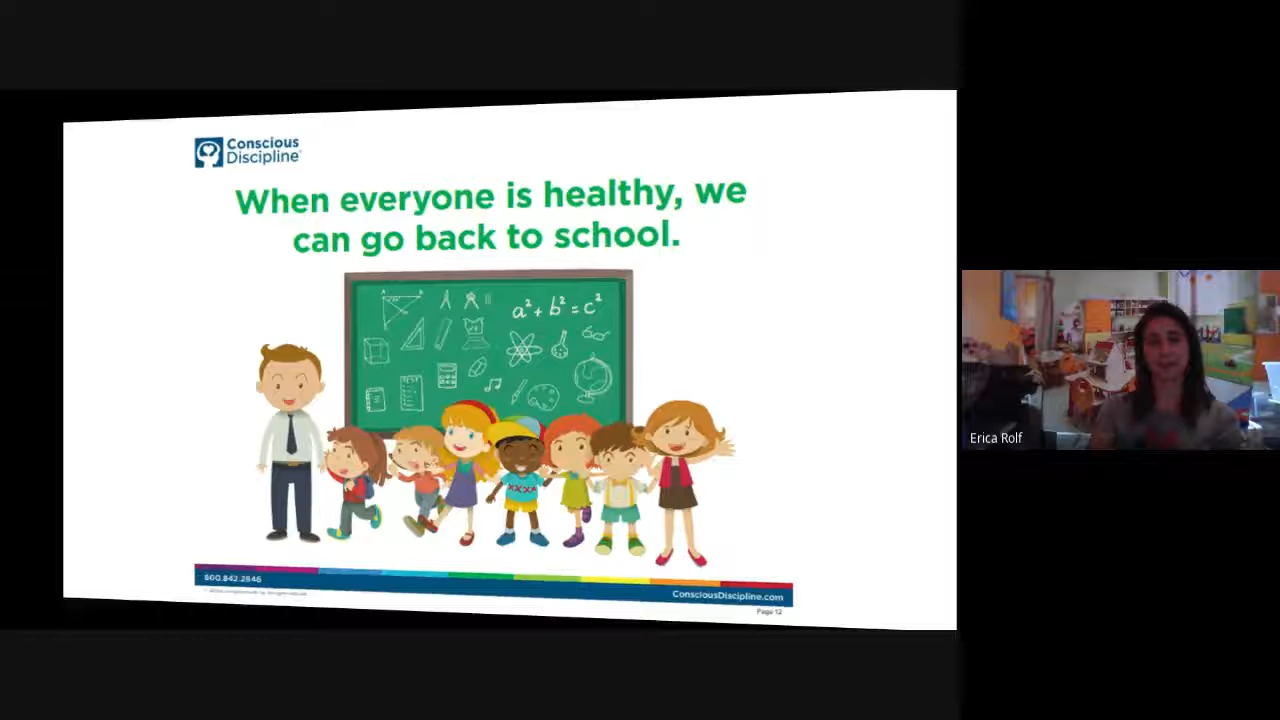 Conscious
Discipline
When everyone is healthy, we
can go back to school.
a² + b² = c²
XXXX
Erica Rolf
800.842.2846
ConsciousDiscipline.com
Page 12